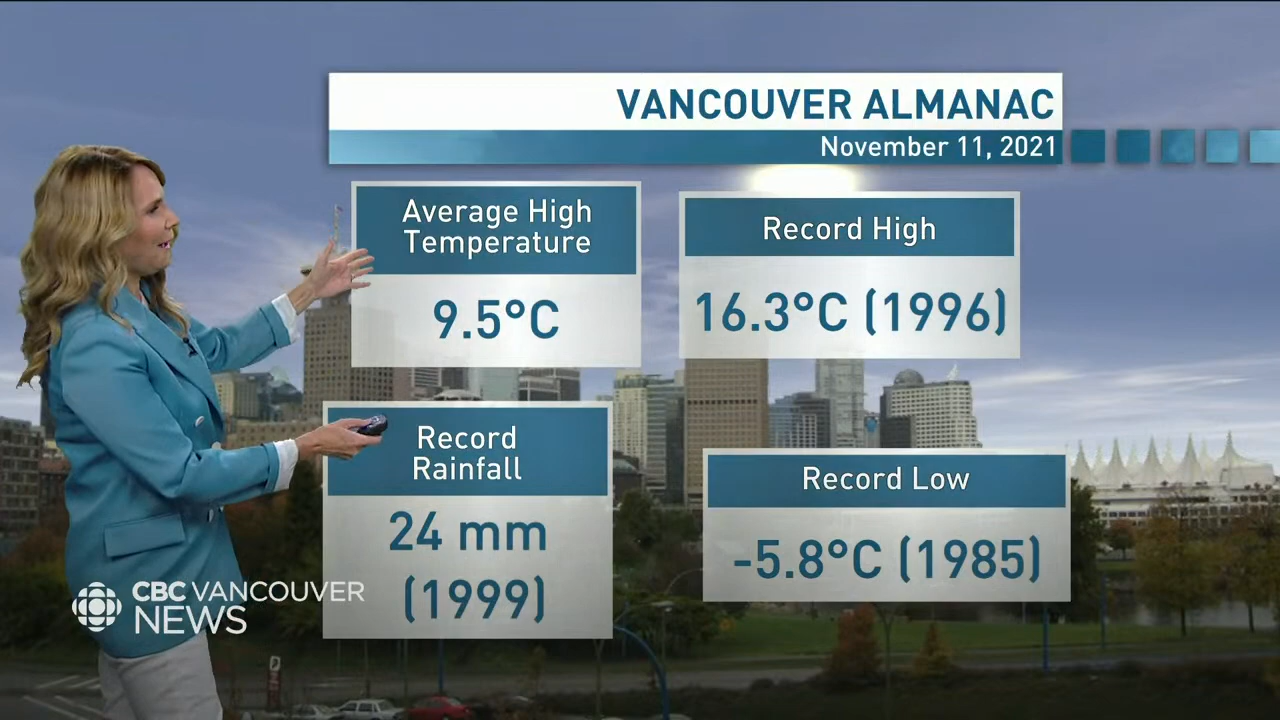 VANCOUVER ALMANAC
November 11, 2021
Average High
Temperature
9.5°C
Record High
16.3°C (1996)
Record
Rainfall
24 mm
(1999)
Record Low
-5.8°C (1985)
CBC VANCOUVER
NEWS